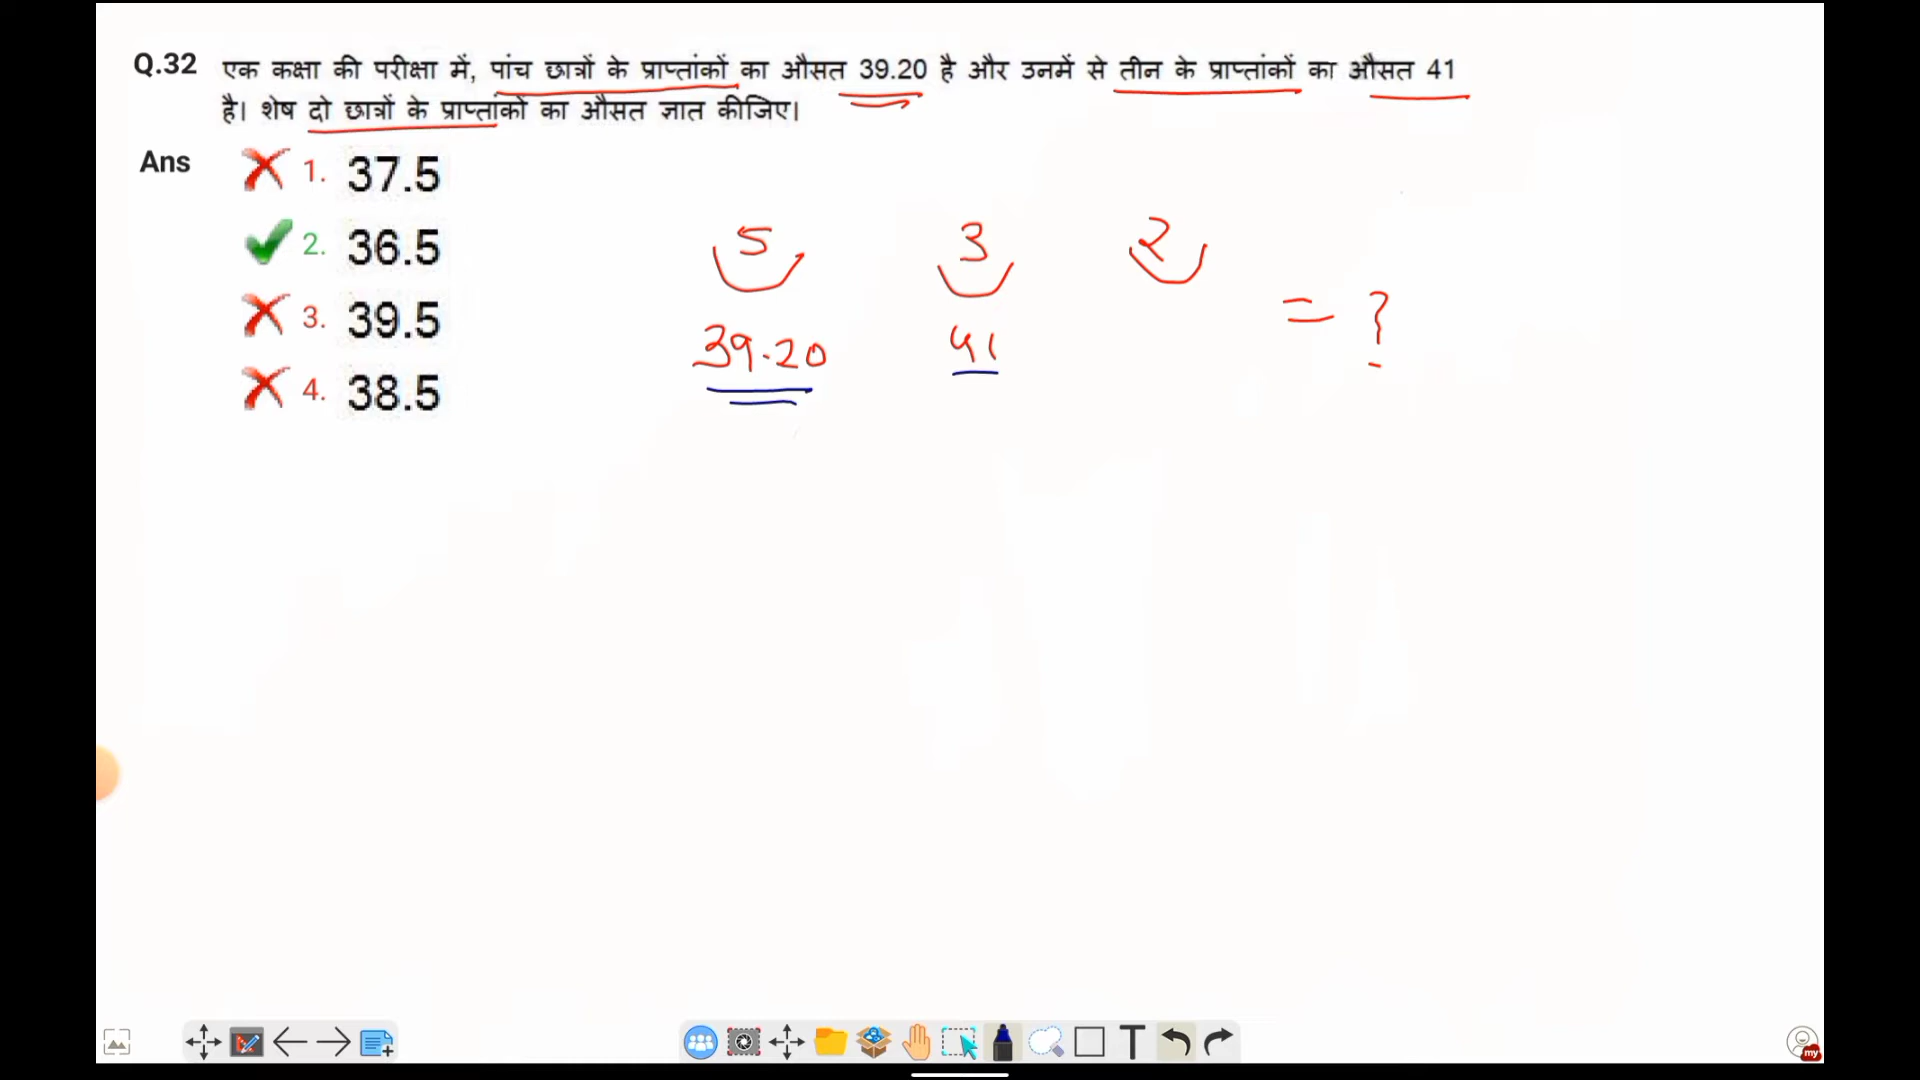 Q.32 एक कक्षा की परीक्षा में, पांच छात्रों के प्राप्तांकों का औसत 39.20 है और उनमें से तीन के प्राप्तांकों का औसत 41
है। शेष दो छात्रों के प्राप्तांकों का औसत ज्ञात कीजिए।
Ans 1. 37.5
2. 36.5
3. 39.5
4. 38.5
5 3 2
39.20 41 = ?
T
my